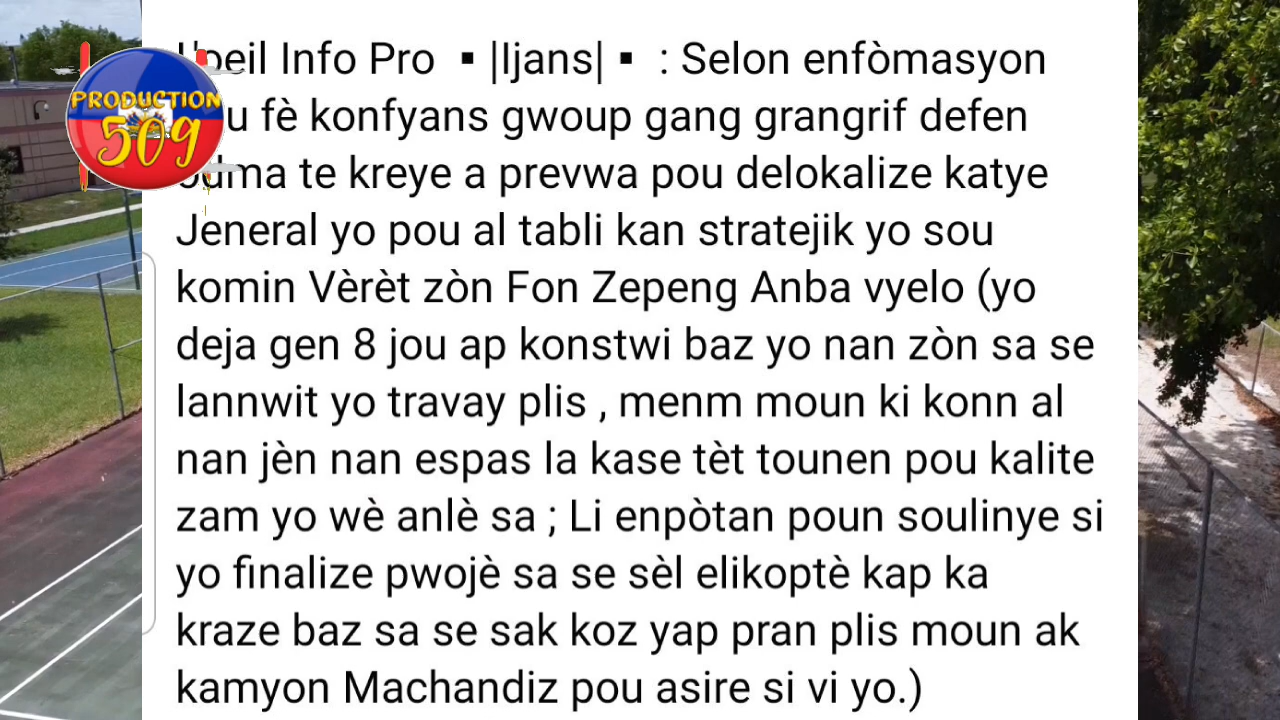 PRODUCTION
509
L'oeil Info Pro ▪︎|Ijans|▪︎ : Selon enfòmasyon
fè konfyans gwoup gang grangrif defen
te kreye a prevwa pou delokalize katye
Jeneral yo pou al tabli kan stratejik yo sou
komin Vèrèt zòn Fon Zepeng Anba vyelo (yo
deja gen 8 jou ap konstwi baz yo nan zòn sa se
lannwit yo travay plis , menm moun ki konn al
nan jèn nan espas la kase tèt tounen pou kalite
zam yo wè anlè sa ; Li enpòtan poun soulinye si
yo finalize pwojè sa se sèl elikoptè kap ka
kraze baz sa se sak koz yap pran plis moun ak
kamyon Machandiz pou asire si vi yo.)